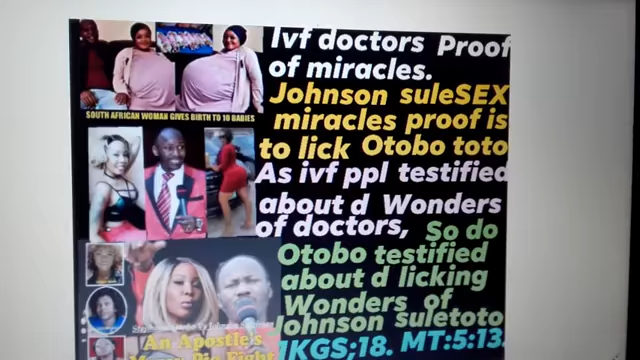 Ivf doctors Proof
of miracles.
Johnson suleSEX
miracles proof is
to lick Otobo toto
As ivf ppl testified
about d Wonders
of doctors, So do
Otobo testified
about d licking
Wonders of
Johnson Suletoto
1KGS;18. MT:5:13.
SOUTH AFRICAN WOMAN GIVES BIRTH TO 10 BABIES
An Apostle's
Big Fight